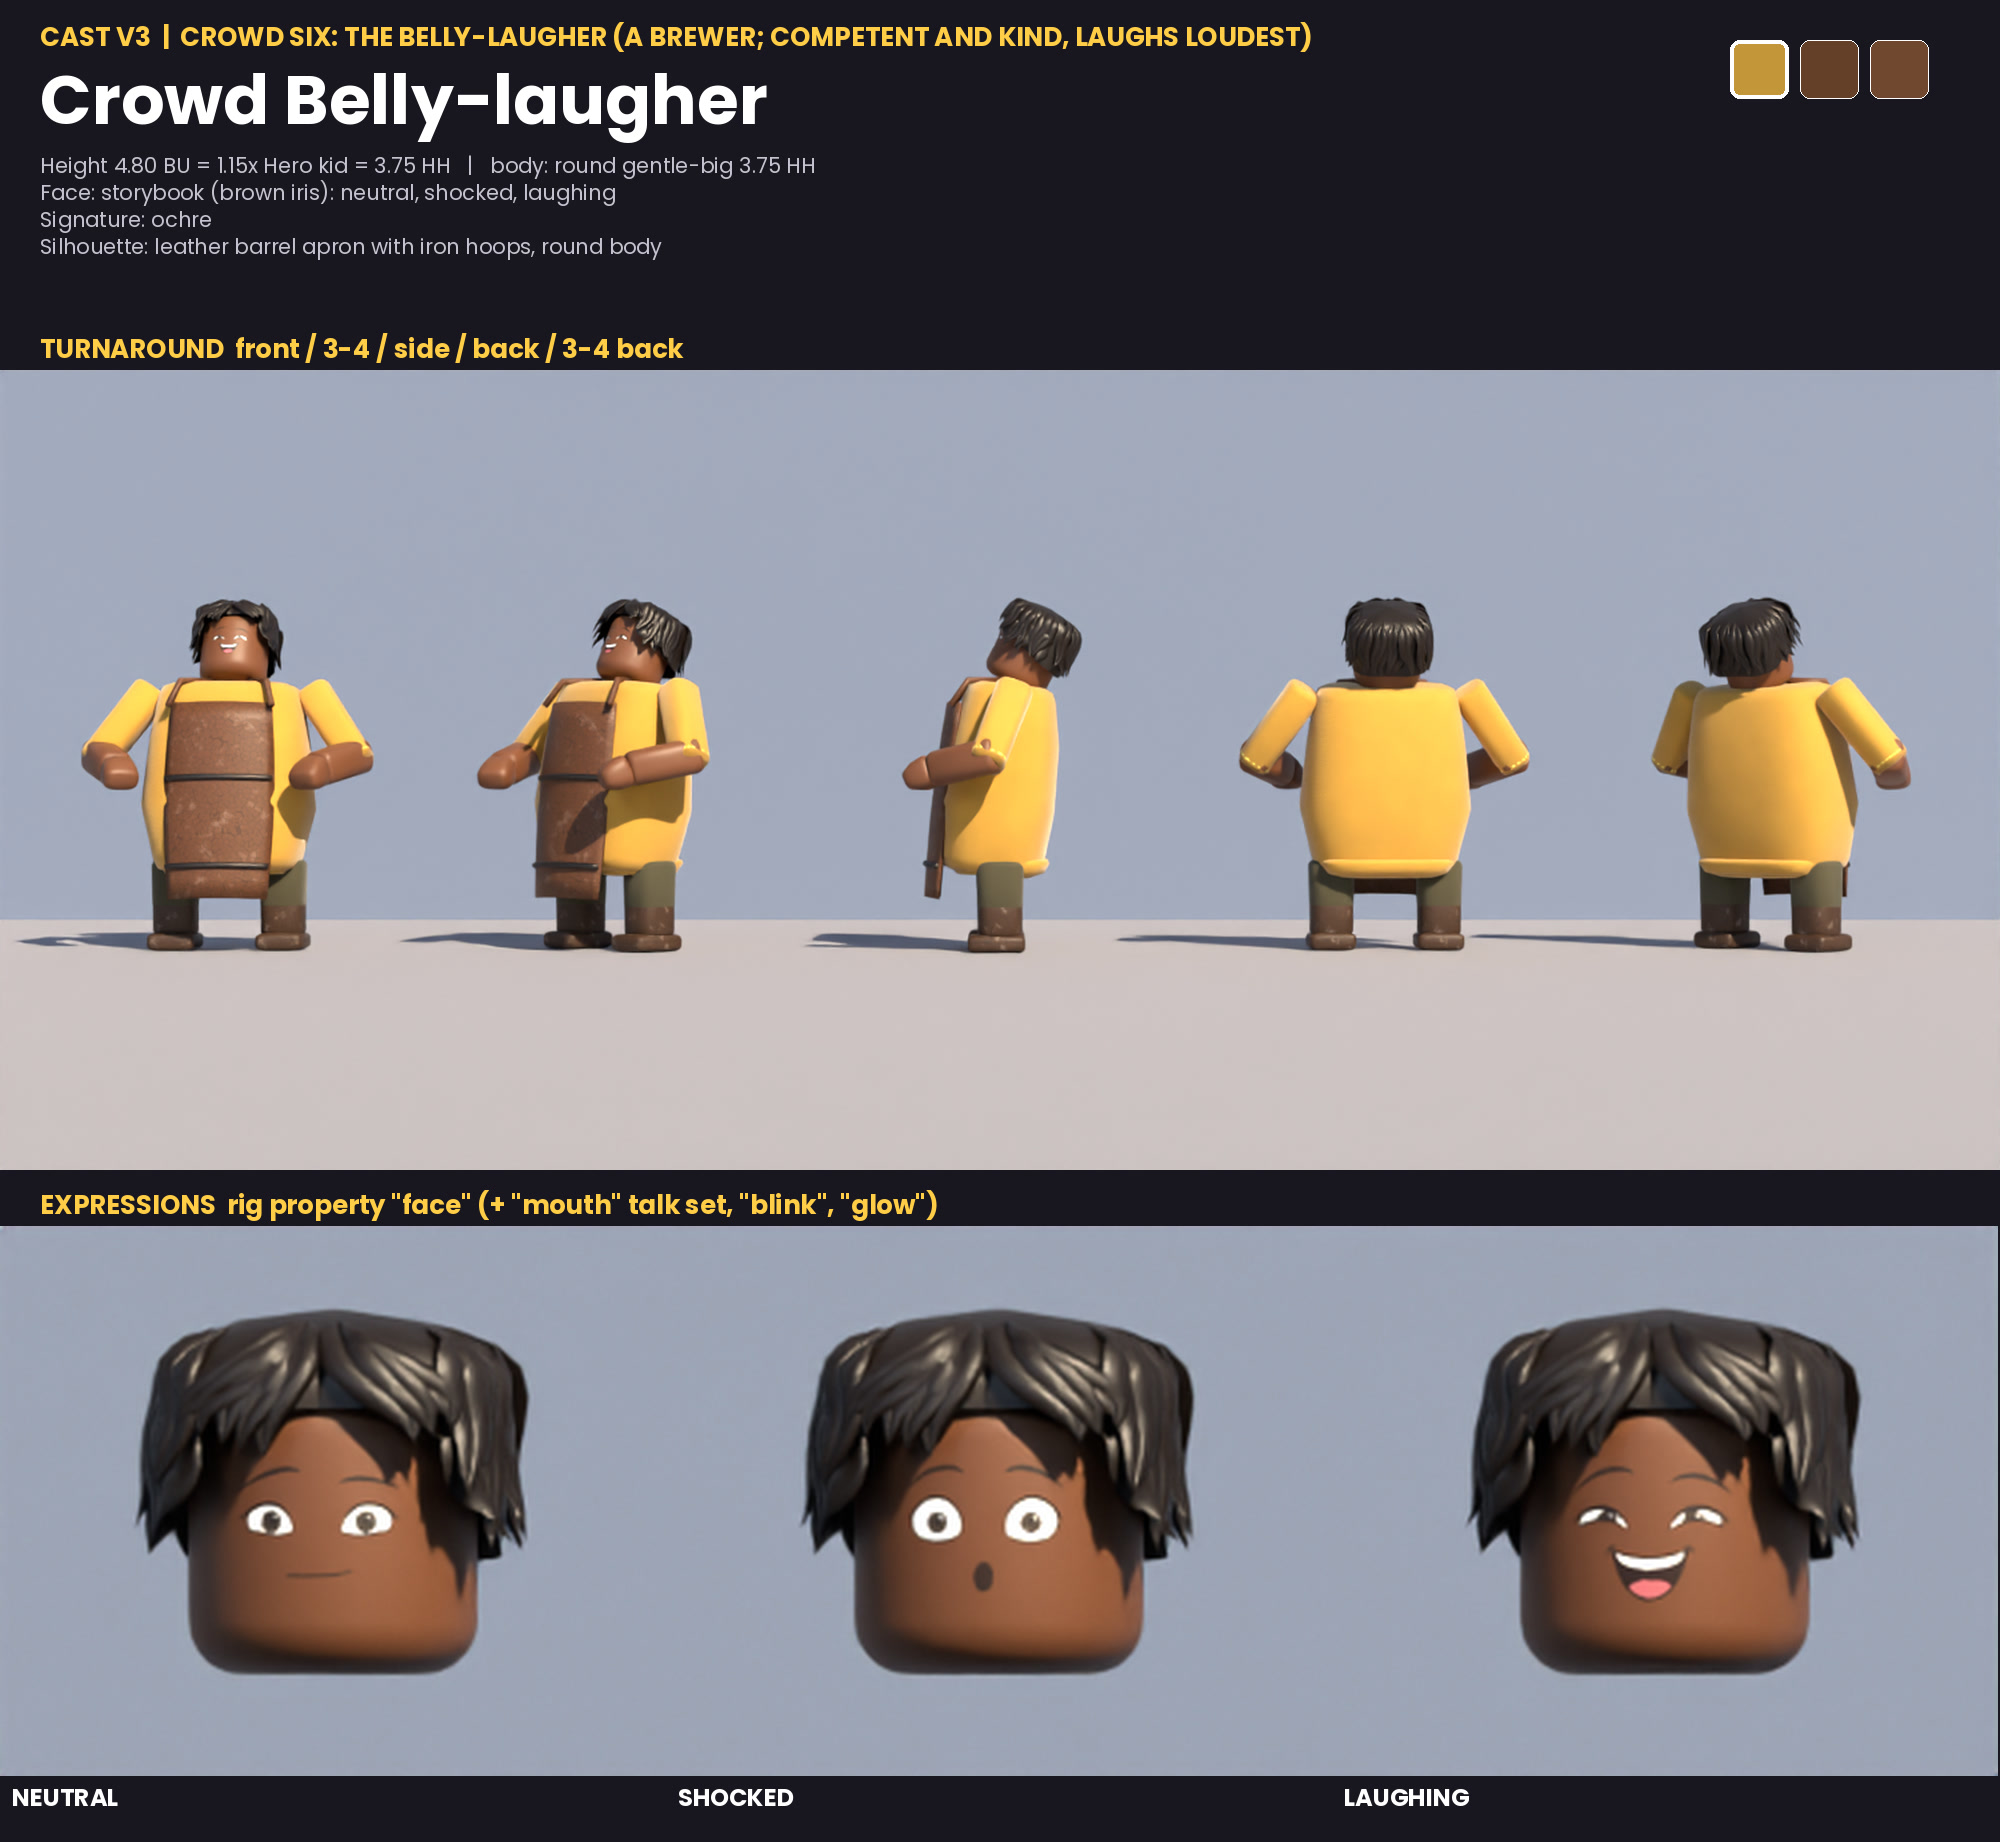 CAST V3 | CROWD SIX: THE BELLY-LAUGHER (A BREWER; COMPETENT AND KIND, LAUGHS LOUDEST)
Crowd Belly-laugher
Height 4.80 BU = 1.15x Hero kid = 3.75 HH | body: round gentle-big 3.75 HH
Face: storybook (brown iris): neutral, shocked, laughing
Signature: ochre
Silhouette: leather barrel apron with iron hoops, round body
TURNAROUND front / 3-4 / side / back / 3-4 back
EXPRESSIONS rig property "face" (+ "mouth" talk set, "blink", "glow")
NEUTRAL
SHOCKED
LAUGHING